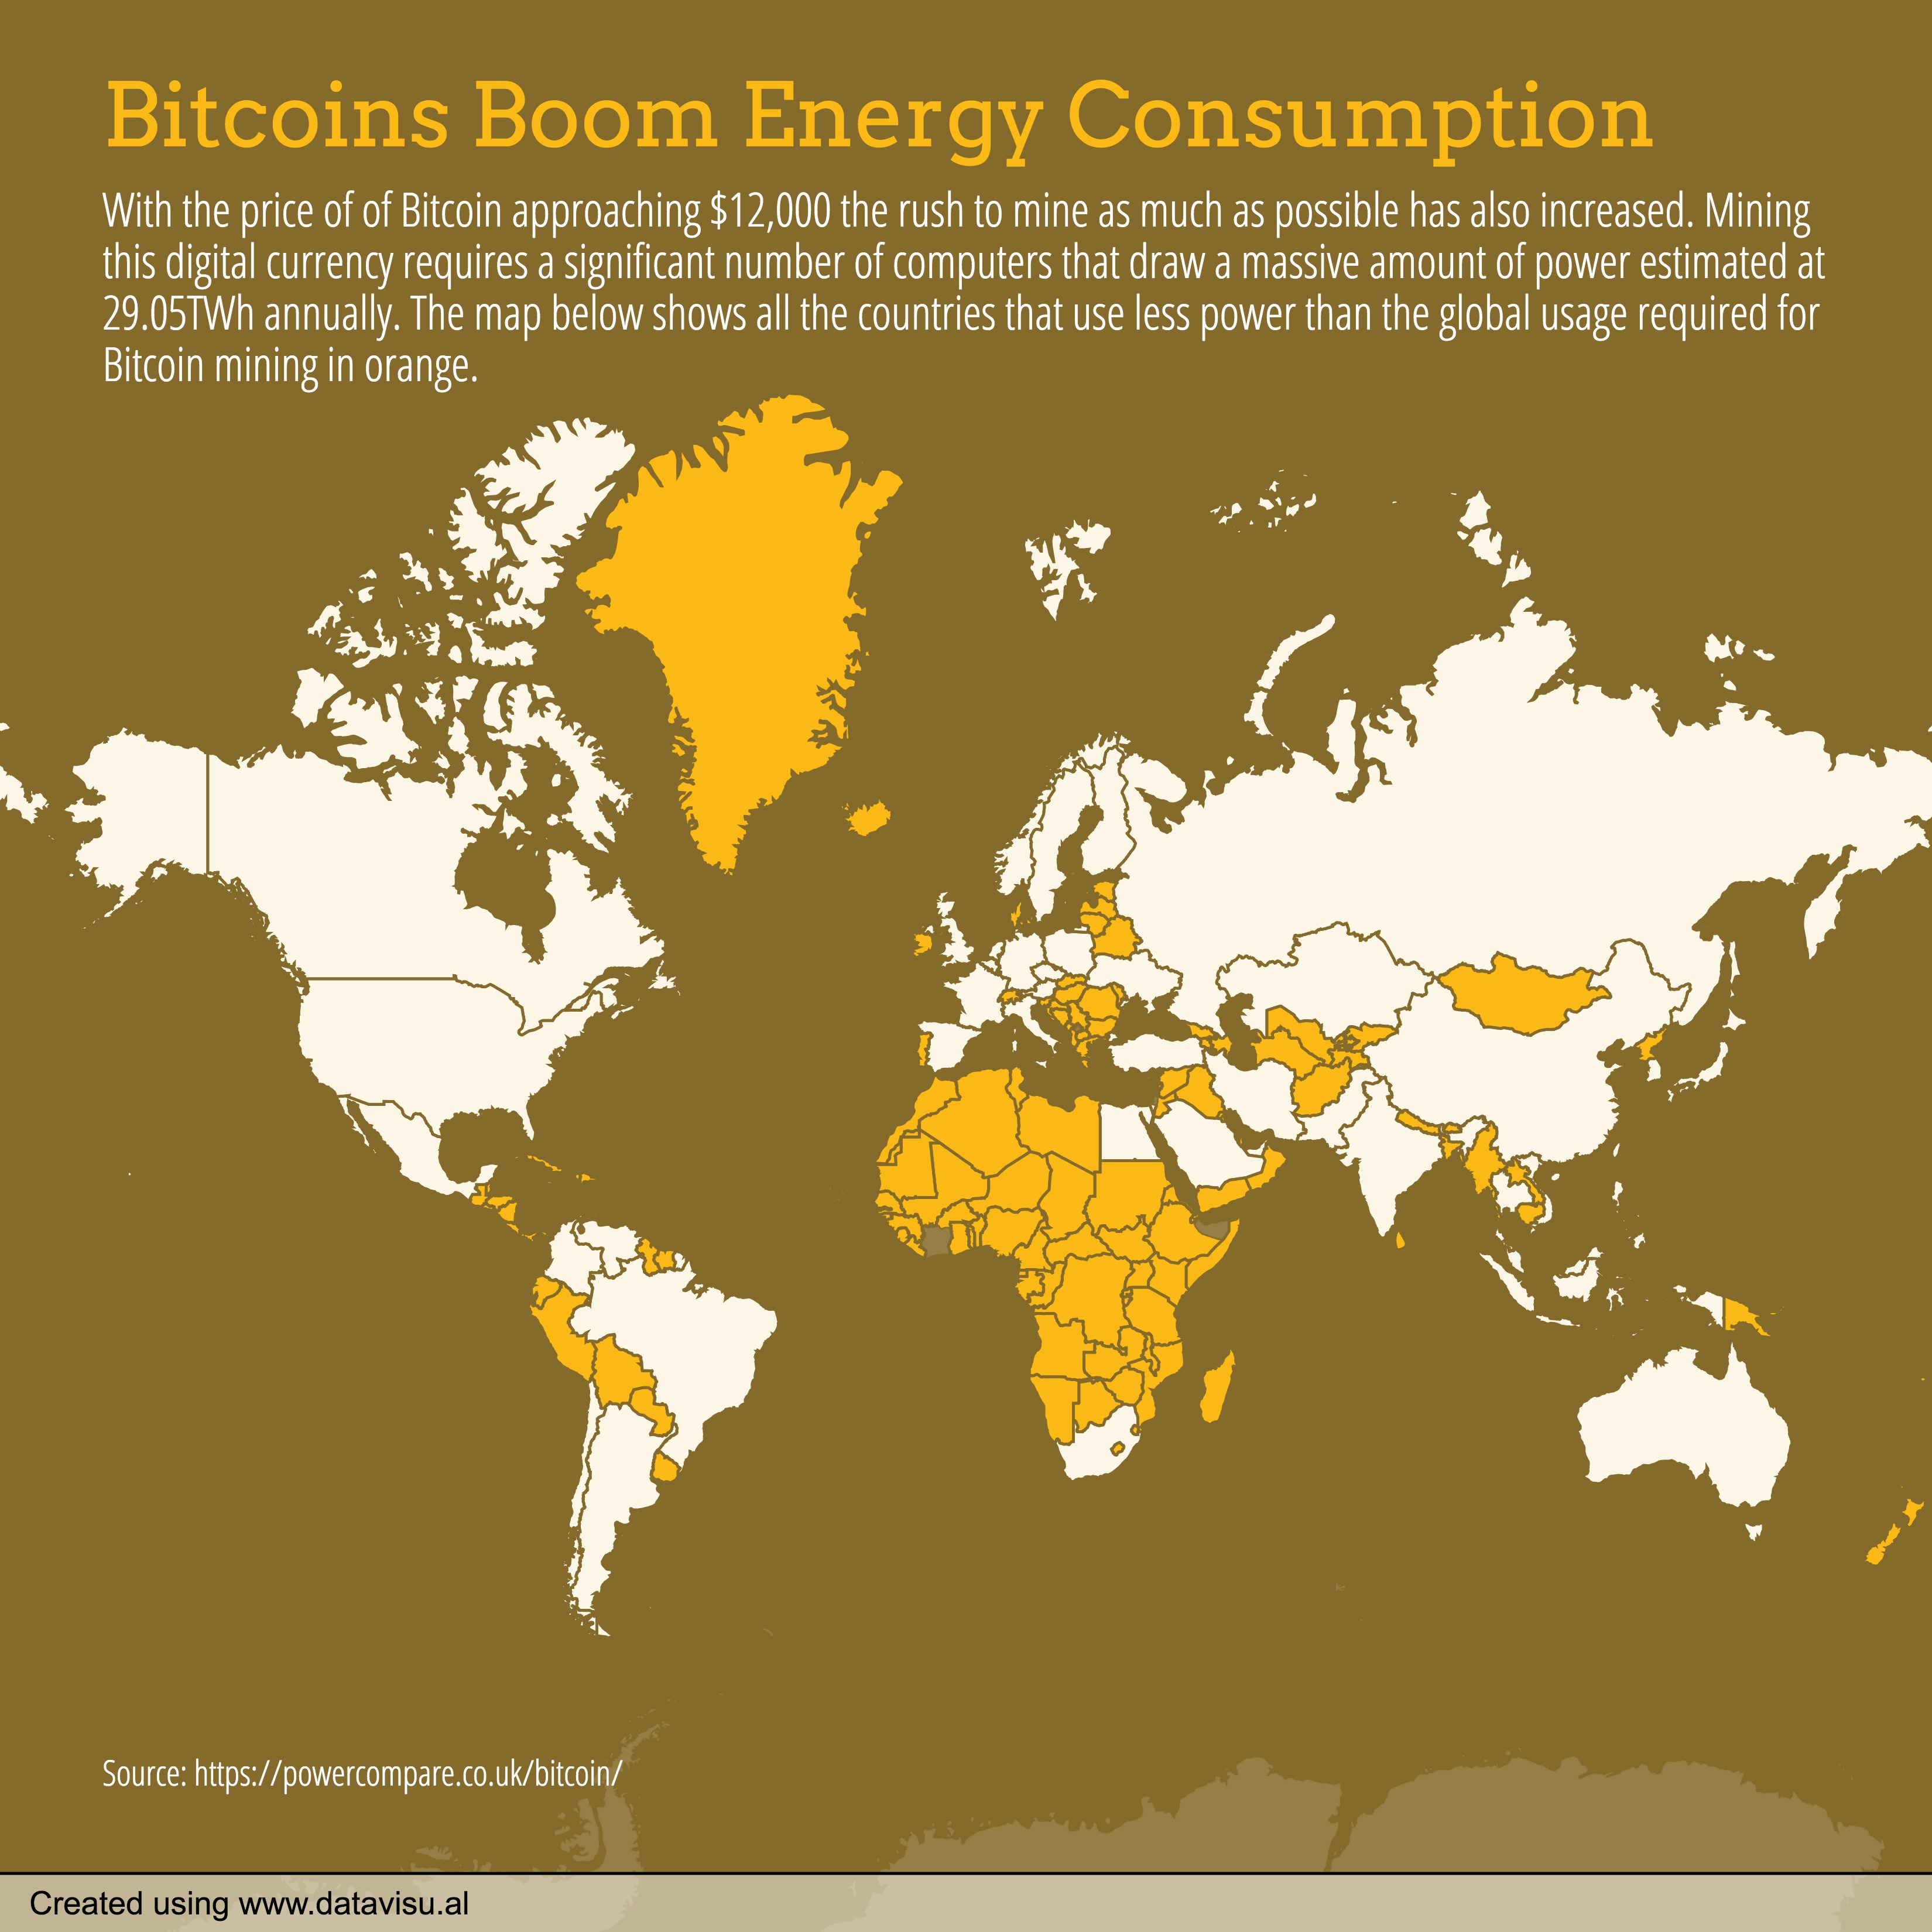 Bitcoins Boom Energy Consumption
With the price of of Bitcoin approaching $12,000 the rush to mine as much as possible has also increased. Mining
this digital currency requires a significant number of computers that draw a massive amount of power estimated at
29.05TWh annually. The map below shows all the countries that use less power than the global usage required for
Bitcoin mining in orange.
Source: https://powercompare.co.uk/bitcoin/
Created using www.datavisu.al